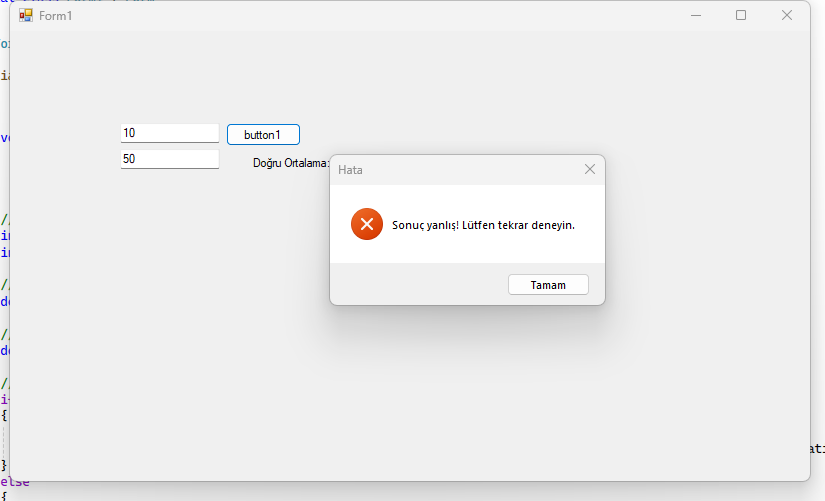 Form1
10
button1
50
Doğru Ortalama:
Hata
Sonuç yanlış! Lütfen tekrar deneyin.
Tamam
//
//
//
//
{
}
else
{